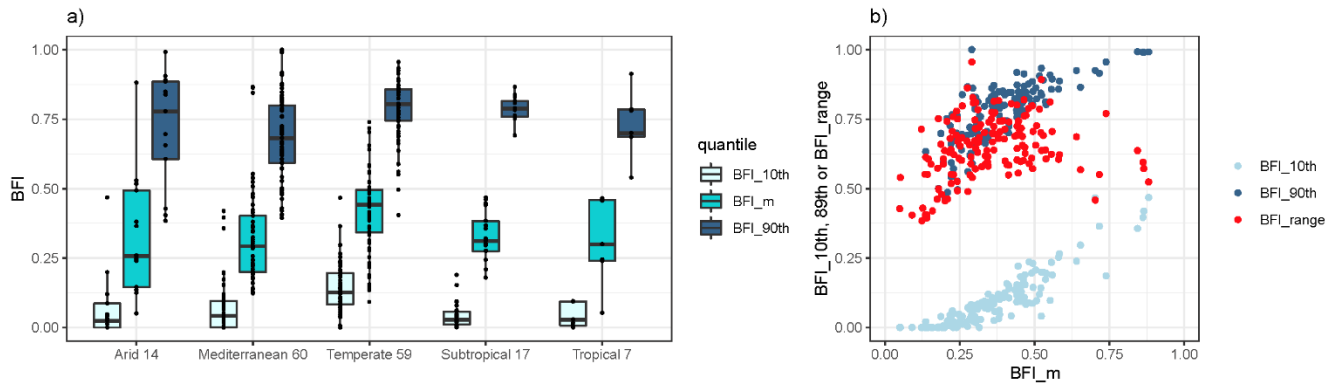 a)
BFI
1.00
0.75
0.50
0.25
0.00
Arid 14
Mediterranean 60
Temperate 59
Subtropical 17
Tropical 7
quantile
BFI_10th
BFI_m
BFI_90th
b)
BFI_10th, 89th or BFI_range
1.00
0.75
0.50
0.25
0.00
0.00
0.25
0.50
0.75
1.00
BFI_m
BFI_10th
BFI_90th
BFI_range